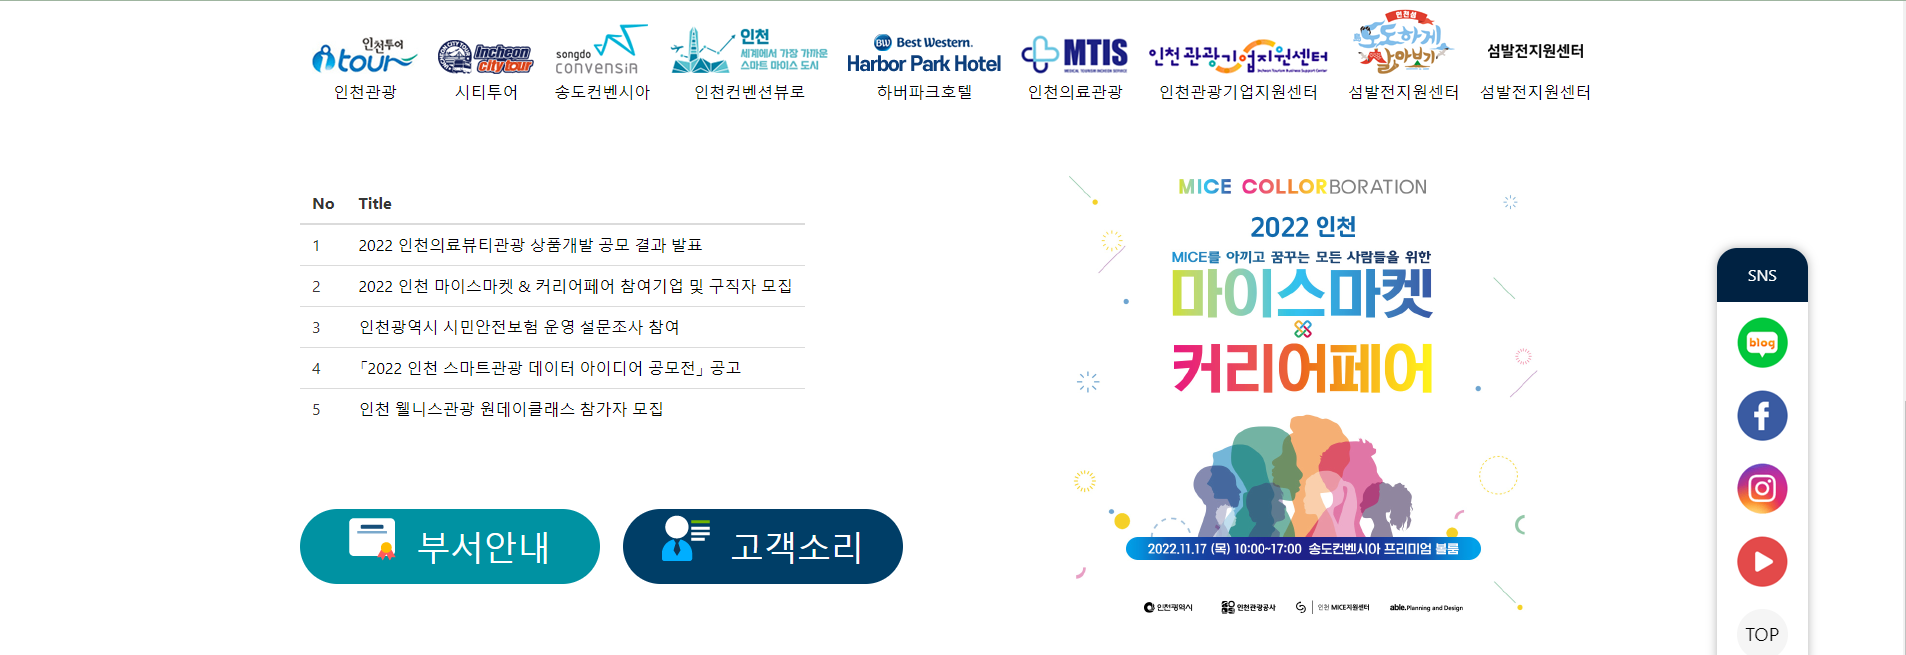 인천투어
itour
INCHEON CITY TOUR
Incheon
city tour
songdo
convensia
인천
세계에서 가장 가까운
스마트 마이스 도시
BW Best Western.
Harbor Park Hotel
MTIS
MEDICAL TOURISM INCHEON SERVICE
인천관광기업지원센터
Incheon Tourism Business Support Center
인천섬
도도하게
살아보기
섬발전지원센터
인천관광
시티투어
송도컨벤시아
인천컨벤션뷰로
하버파크호텔
인천의료관광
인천관광기업지원센터
섬발전지원센터
섬발전지원센터
No Title
1 2022 인천의료뷰티관광 상품개발 공모 결과 발표
2 2022 인천 마이스마켓 & 커리어페어 참여기업 및 구직자 모집
3 인천광역시 시민안전보험 운영 설문조사 참여
4 「2022 인천 스마트관광 데이터 아이디어 공모전」 공고
5 인천 웰니스관광 원데이클래스 참가자 모집
부서안내
고객소리
MICE COLLORBORATION
2022 인천
MICE를 아끼고 꿈꾸는 모든 사람들을 위한
마이스마켓
커리어페어
2022.11.17 (목) 10:00~17:00 송도컨벤시아 프리미엄 볼룸
인천광역시
인천관광공사
인천 MICE지원센터
able.Planning and Design
SNS
blog
TOP